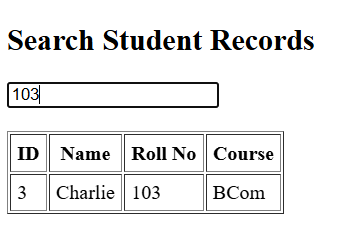 Search Student Records
103
ID Name Roll No Course
3 Charlie 103 BCom